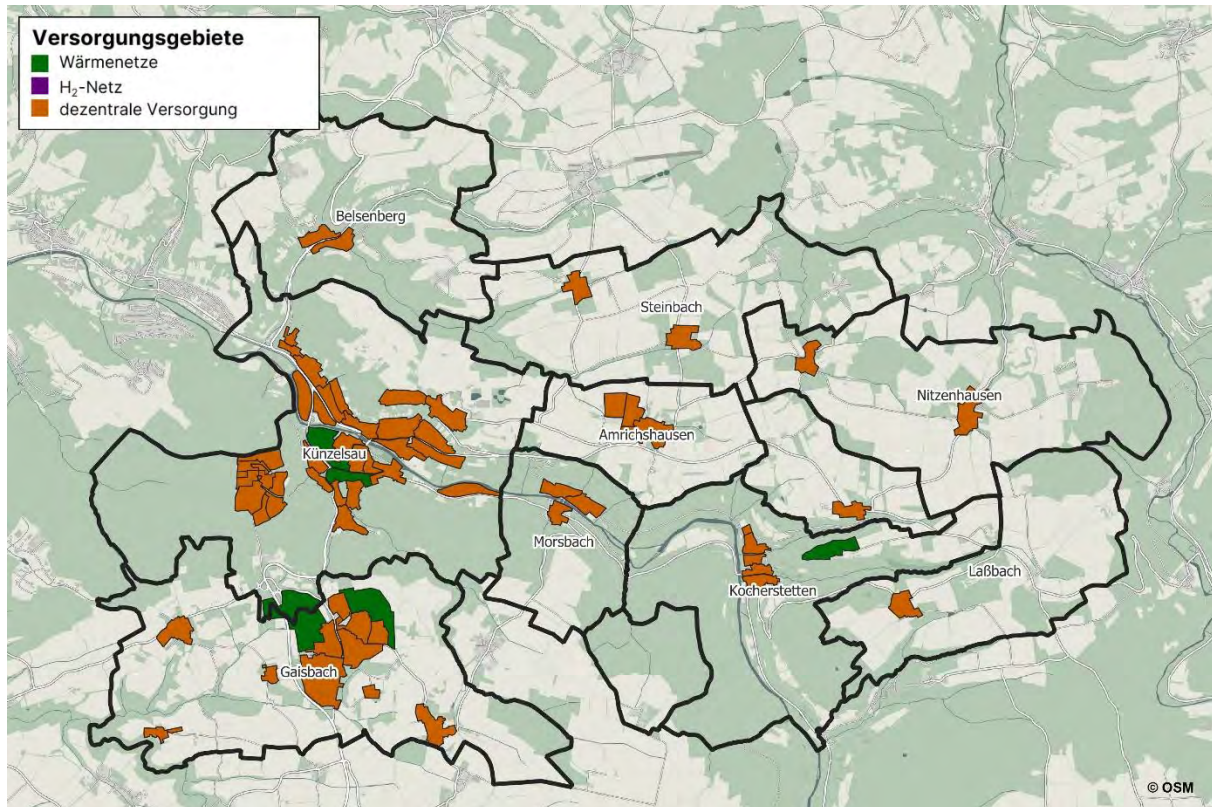 Versorgungsgebiete
Wärmenetze
H₂-Netz
dezentrale Versorgung
Belsenberg
Steinbach
Nitzenhausen
Amrichshausen
Künzelsau
Morsbach
Laßbach
Kocherstetten
Gaisbach
© OSM